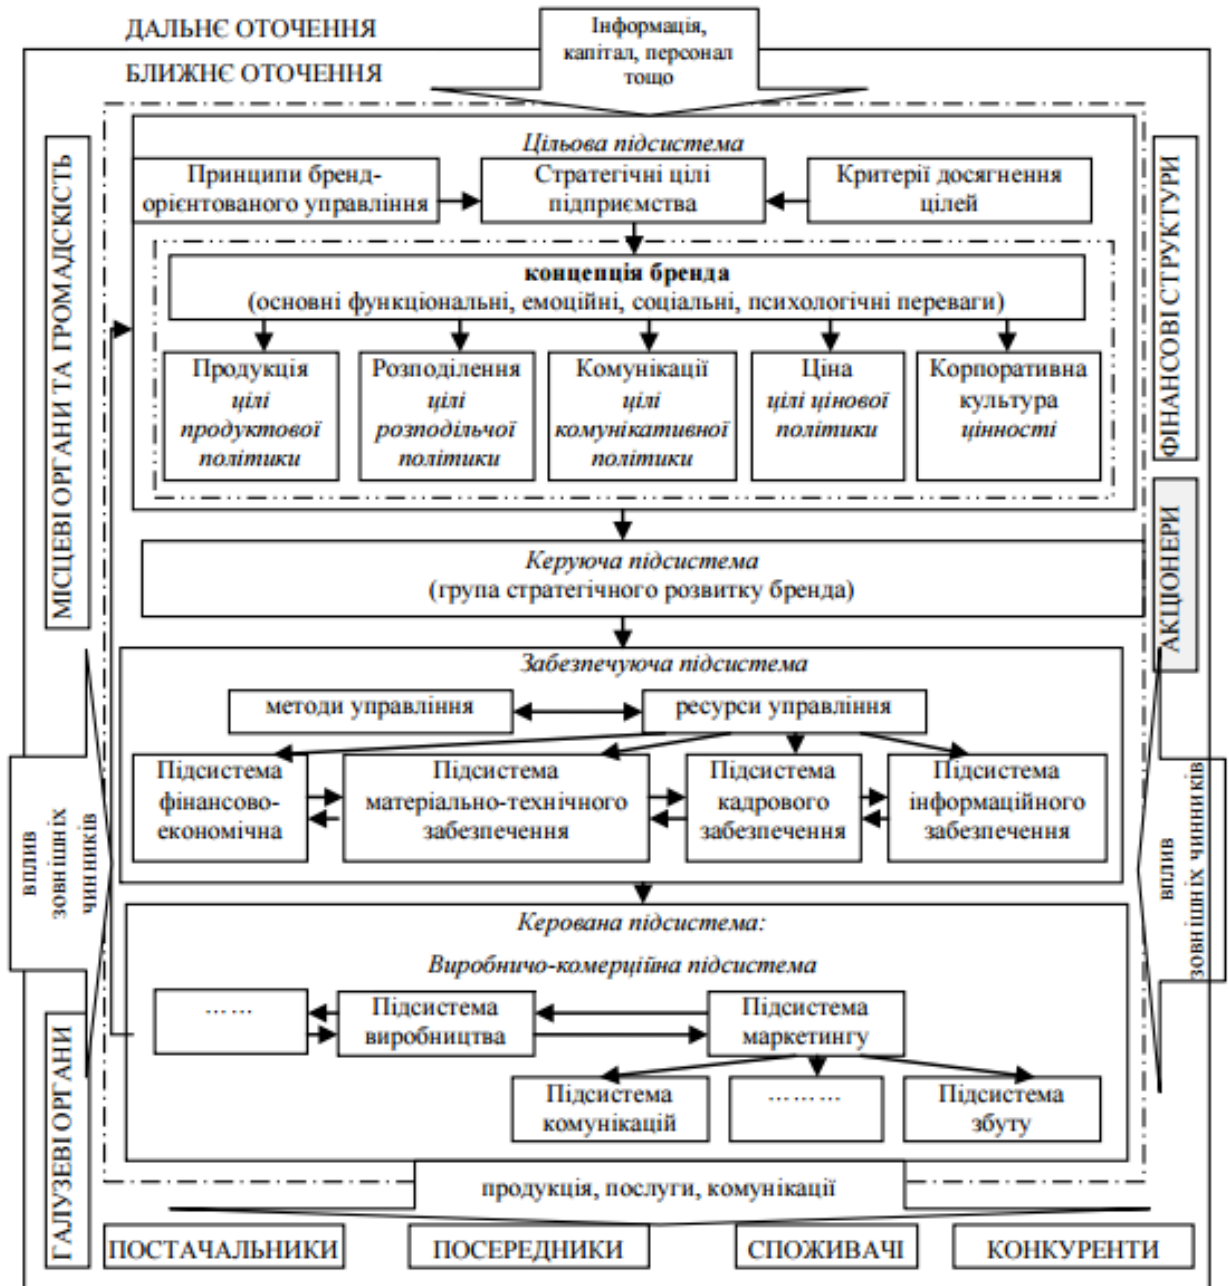 ДАЛЬНЄ ОТОЧЕННЯ
Інформація,
капітал, персонал
тощо
БЛИЖНЄ ОТОЧЕННЯ
МІСЦЕВІ ОРГАНИ ТА ГРОМАДСКІСТЬ
ФІНАНСОВІ СТРУКТУРИ
Цільова підсистема
Принципи бренд-
орієнтованого управління
Стратегічні цілі
підприємства
Критерії досягнення
цілей
концепція бренда
(основні функціональні, емоційні, соціальні, психологічні переваги)
Продукція
цілі
продуктової
політики
Розподілення
цілі
розподільчої
політики
Комунікації
цілі
комунікативної
політики
Ціна
цілі цінової
політики
Корпоративна
культура
цінності
АКЦІОНЕРИ
Керуюча підсистема
(група стратегічного розвитку бренда)
Забезпечуюча підсистема
методи управління
ресурси управління
Підсистема
фінансово-
економічна
Підсистема
матеріально-технічного
забезпечення
Підсистема
кадрового
забезпечення
Підсистема
інформаційного
забезпечення
вплив
зовнішніх
чинників
вплив
зовнішніх чинників
Керована підсистема:
Виробничо-комерційна підсистема
... ...
Підсистема
виробництва
Підсистема
маркетингу
Підсистема
комунікацій
... ... ...
Підсистема
збуту
ГАЛУЗЕВІ ОРГАНИ
продукція, послуги, комунікації
ПОСТАЧАЛЬНИКИ
ПОСЕРЕДНИКИ
СПОЖИВАЧІ
КОНКУРЕНТИ